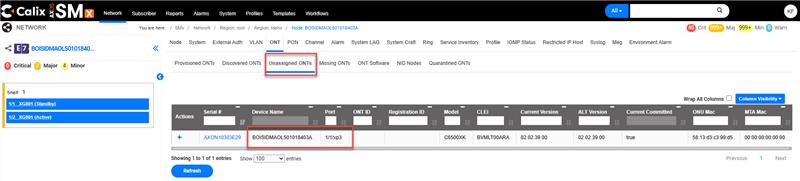 Calix AXOS SMx
Network Subscriber Reports Alarms System Profiles Templates Workflows
All
KF
NETWORK
You are here / SMx / Network / Region: root / Region: Idaho / Node: BOISIDMAOLS0101840​3A
45 Crit 999+ Maj 999+ Min 0
E7 BOISIDMAOLS0101840...
0 Critical 2 Major 4 Minor
Node System External Auth VLAN ONT PON Channel Alarm System LAG System Craft Ring Service Inventory Profile IGMP Status Restricted IP Host Syslog Meg Environment Alarm
Provisioned ONTs Discovered ONTs Unassigned ONTs Missing ONTs ONT Software NID Nodes Quarantined ONTs
Shelf 1
1/1_XG801 (Standby)
1/2_XG801 (Active)
Wrap All Columns Column Visibility
Actions Serial # Device Name Port ONT ID Registration ID Model CLEI Current Version ALT Version Current Committed ONU Mac MTA Mac
+ AXON10303E29 BOISIDMAOL501018403A 1/1/xp3 C6500XK BVMLT00ARA 02.02.39.00 02.02.39.00 true 58:13:d3:c3:99:d5 00:00:00:00:00:00
Showing 1 to 1 of 1 entries Show 100 entries
Previous 1 Next
Refresh